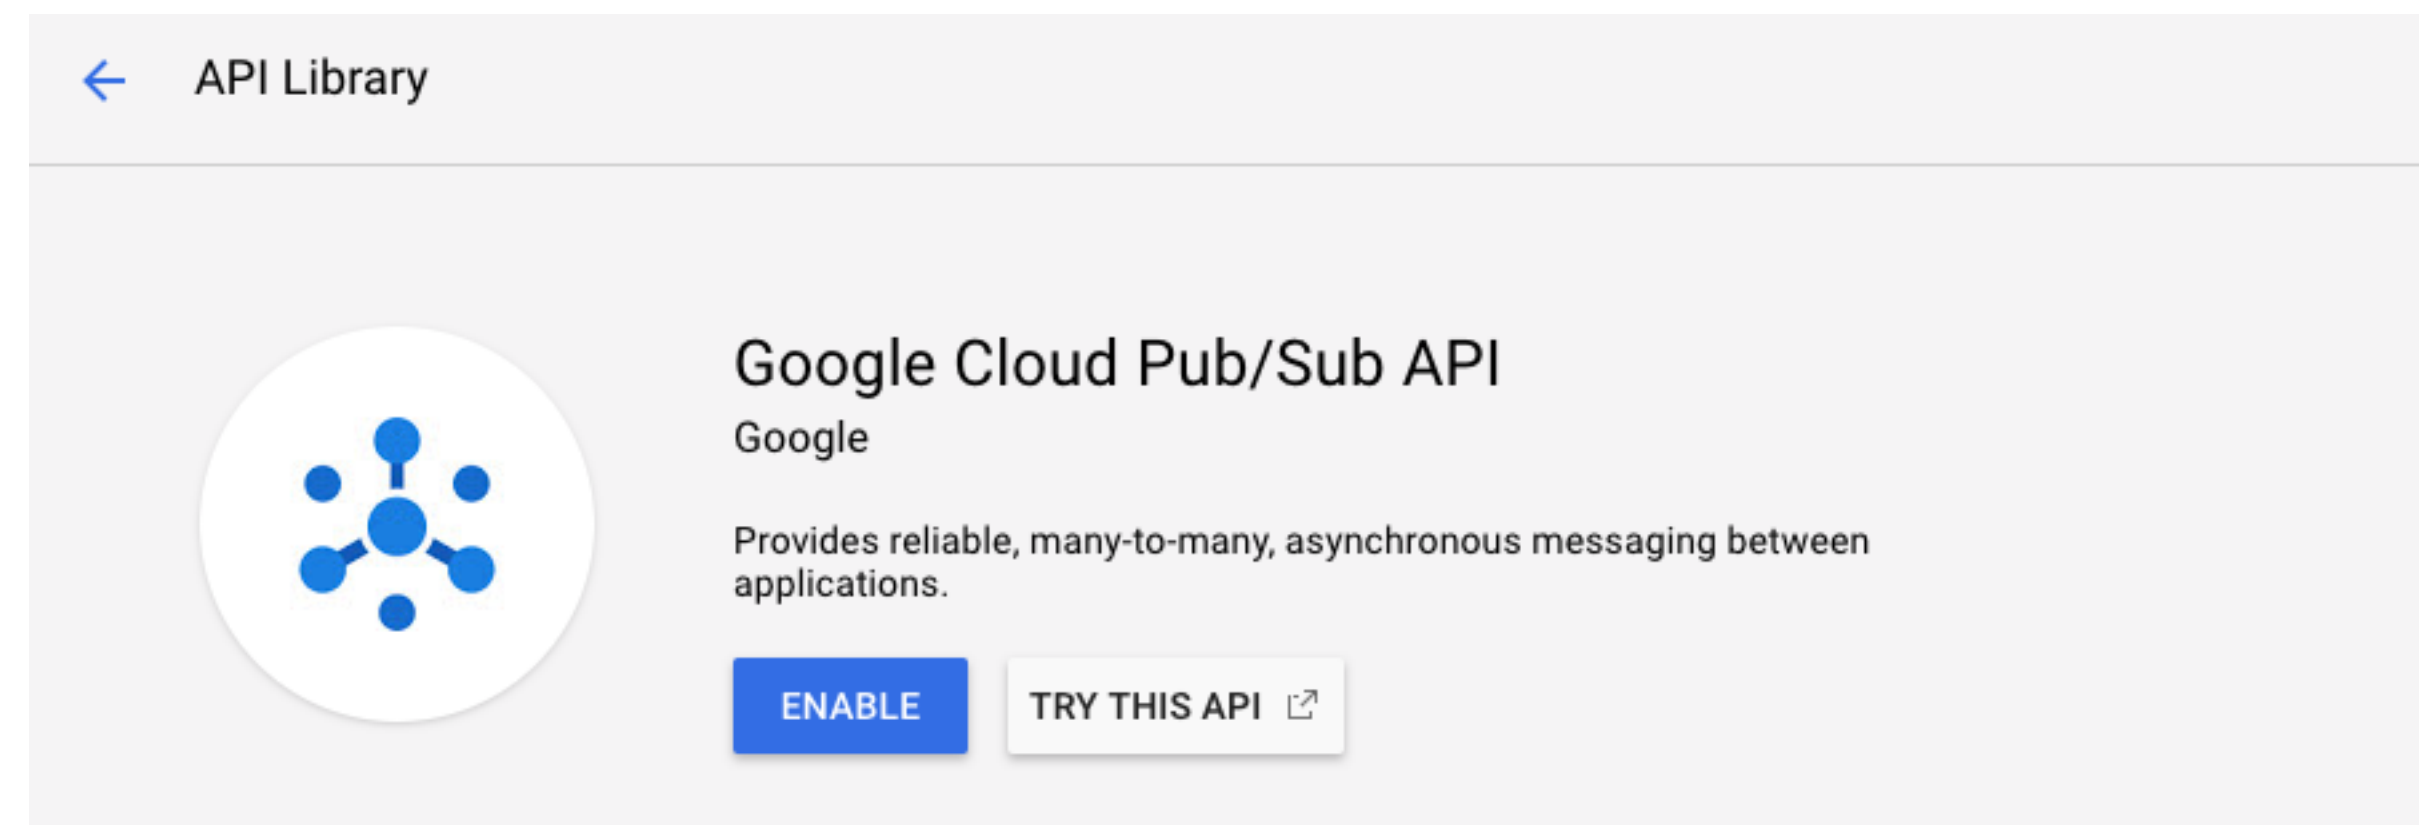 API Library
Google Cloud Pub/Sub API
Google
Provides reliable, many-to-many, asynchronous messaging between
applications.
ENABLE
TRY THIS API